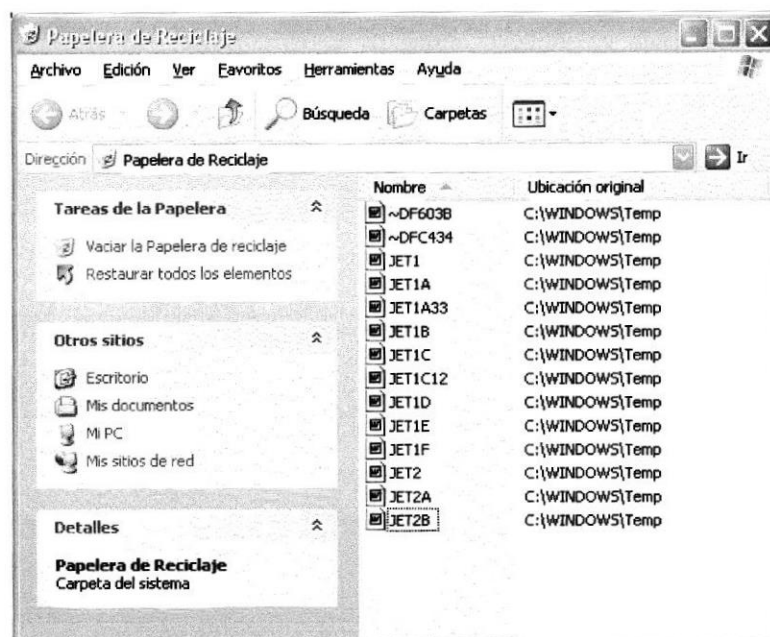 Papelera de Reciclaje
Archivo Edición Ver Favoritos Herramientas Ayuda
Atrás Búsqueda Carpetas
Dirección Papelera de Reciclaje Ir
Tareas de la Papelera
Vaciar la Papelera de reciclaje
Restaurar todos los elementos
Otros sitios
Escritorio
Mis documentos
Mi PC
Mis sitios de red
Detalles
Papelera de Reciclaje
Carpeta del sistema
Nombre Ubicación original
~DF603B C:\WINDOWS\Temp
~DFC434 C:\WINDOWS\Temp
JET1 C:\WINDOWS\Temp
JET1A C:\WINDOWS\Temp
JET1A33 C:\WINDOWS\Temp
JET1B C:\WINDOWS\Temp
JET1C C:\WINDOWS\Temp
JET1C12 C:\WINDOWS\Temp
JET1D C:\WINDOWS\Temp
JET1E C:\WINDOWS\Temp
JET1F C:\WINDOWS\Temp
JET2 C:\WINDOWS\Temp
JET2A C:\WINDOWS\Temp
JET2B C:\WINDOWS\Temp